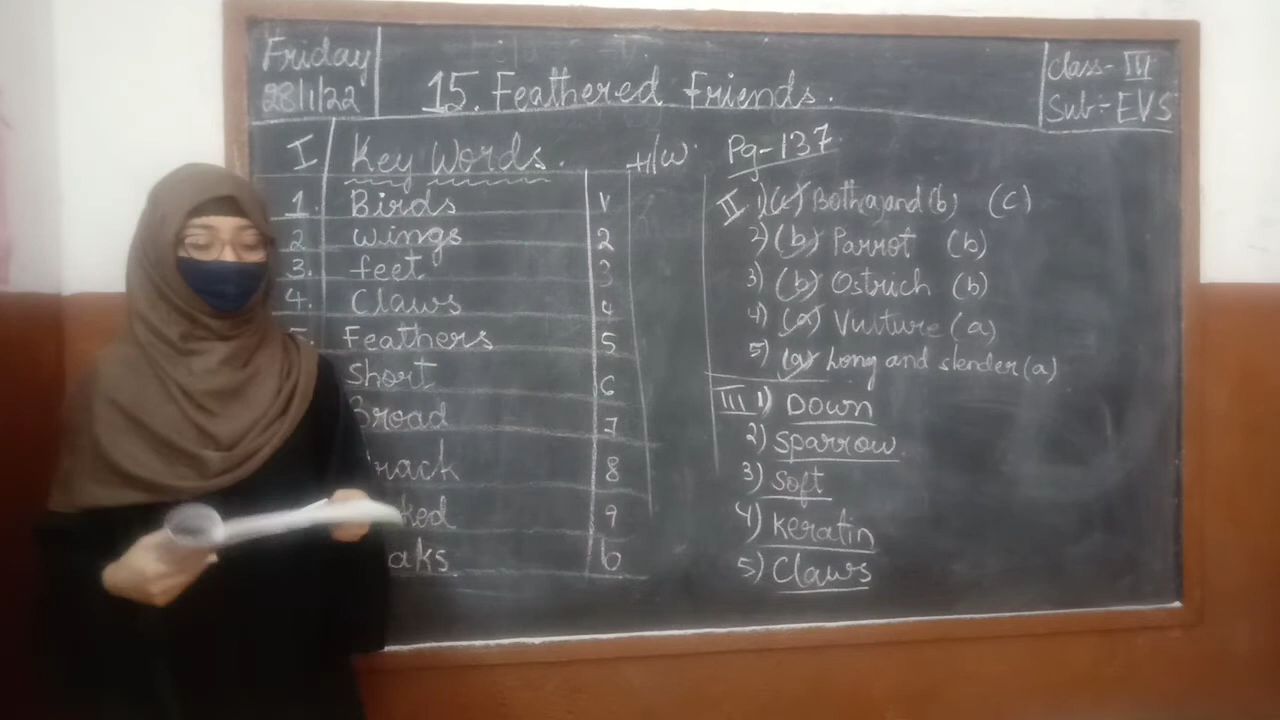 Friday
28/1/22
15. Feathered Friends.
Class- III
Sub:- EVS
I Key Words. H/W.
1. Birds 1
2 Wings 2
3. feet 3
4. Claws 4
5. Feathers 5
Short 6
Broad 7
8
9
aks
Pg-137
II 1) (c) Both (a) and (b) (c)
2) (b) Parrot (b)
3) (b) Ostrich (b)
4) (a) Vulture (a)
5) (a) Long and slender (a)
III 1) Down
2) Sparrow
3) Soft
4) Keratin
5) Claws